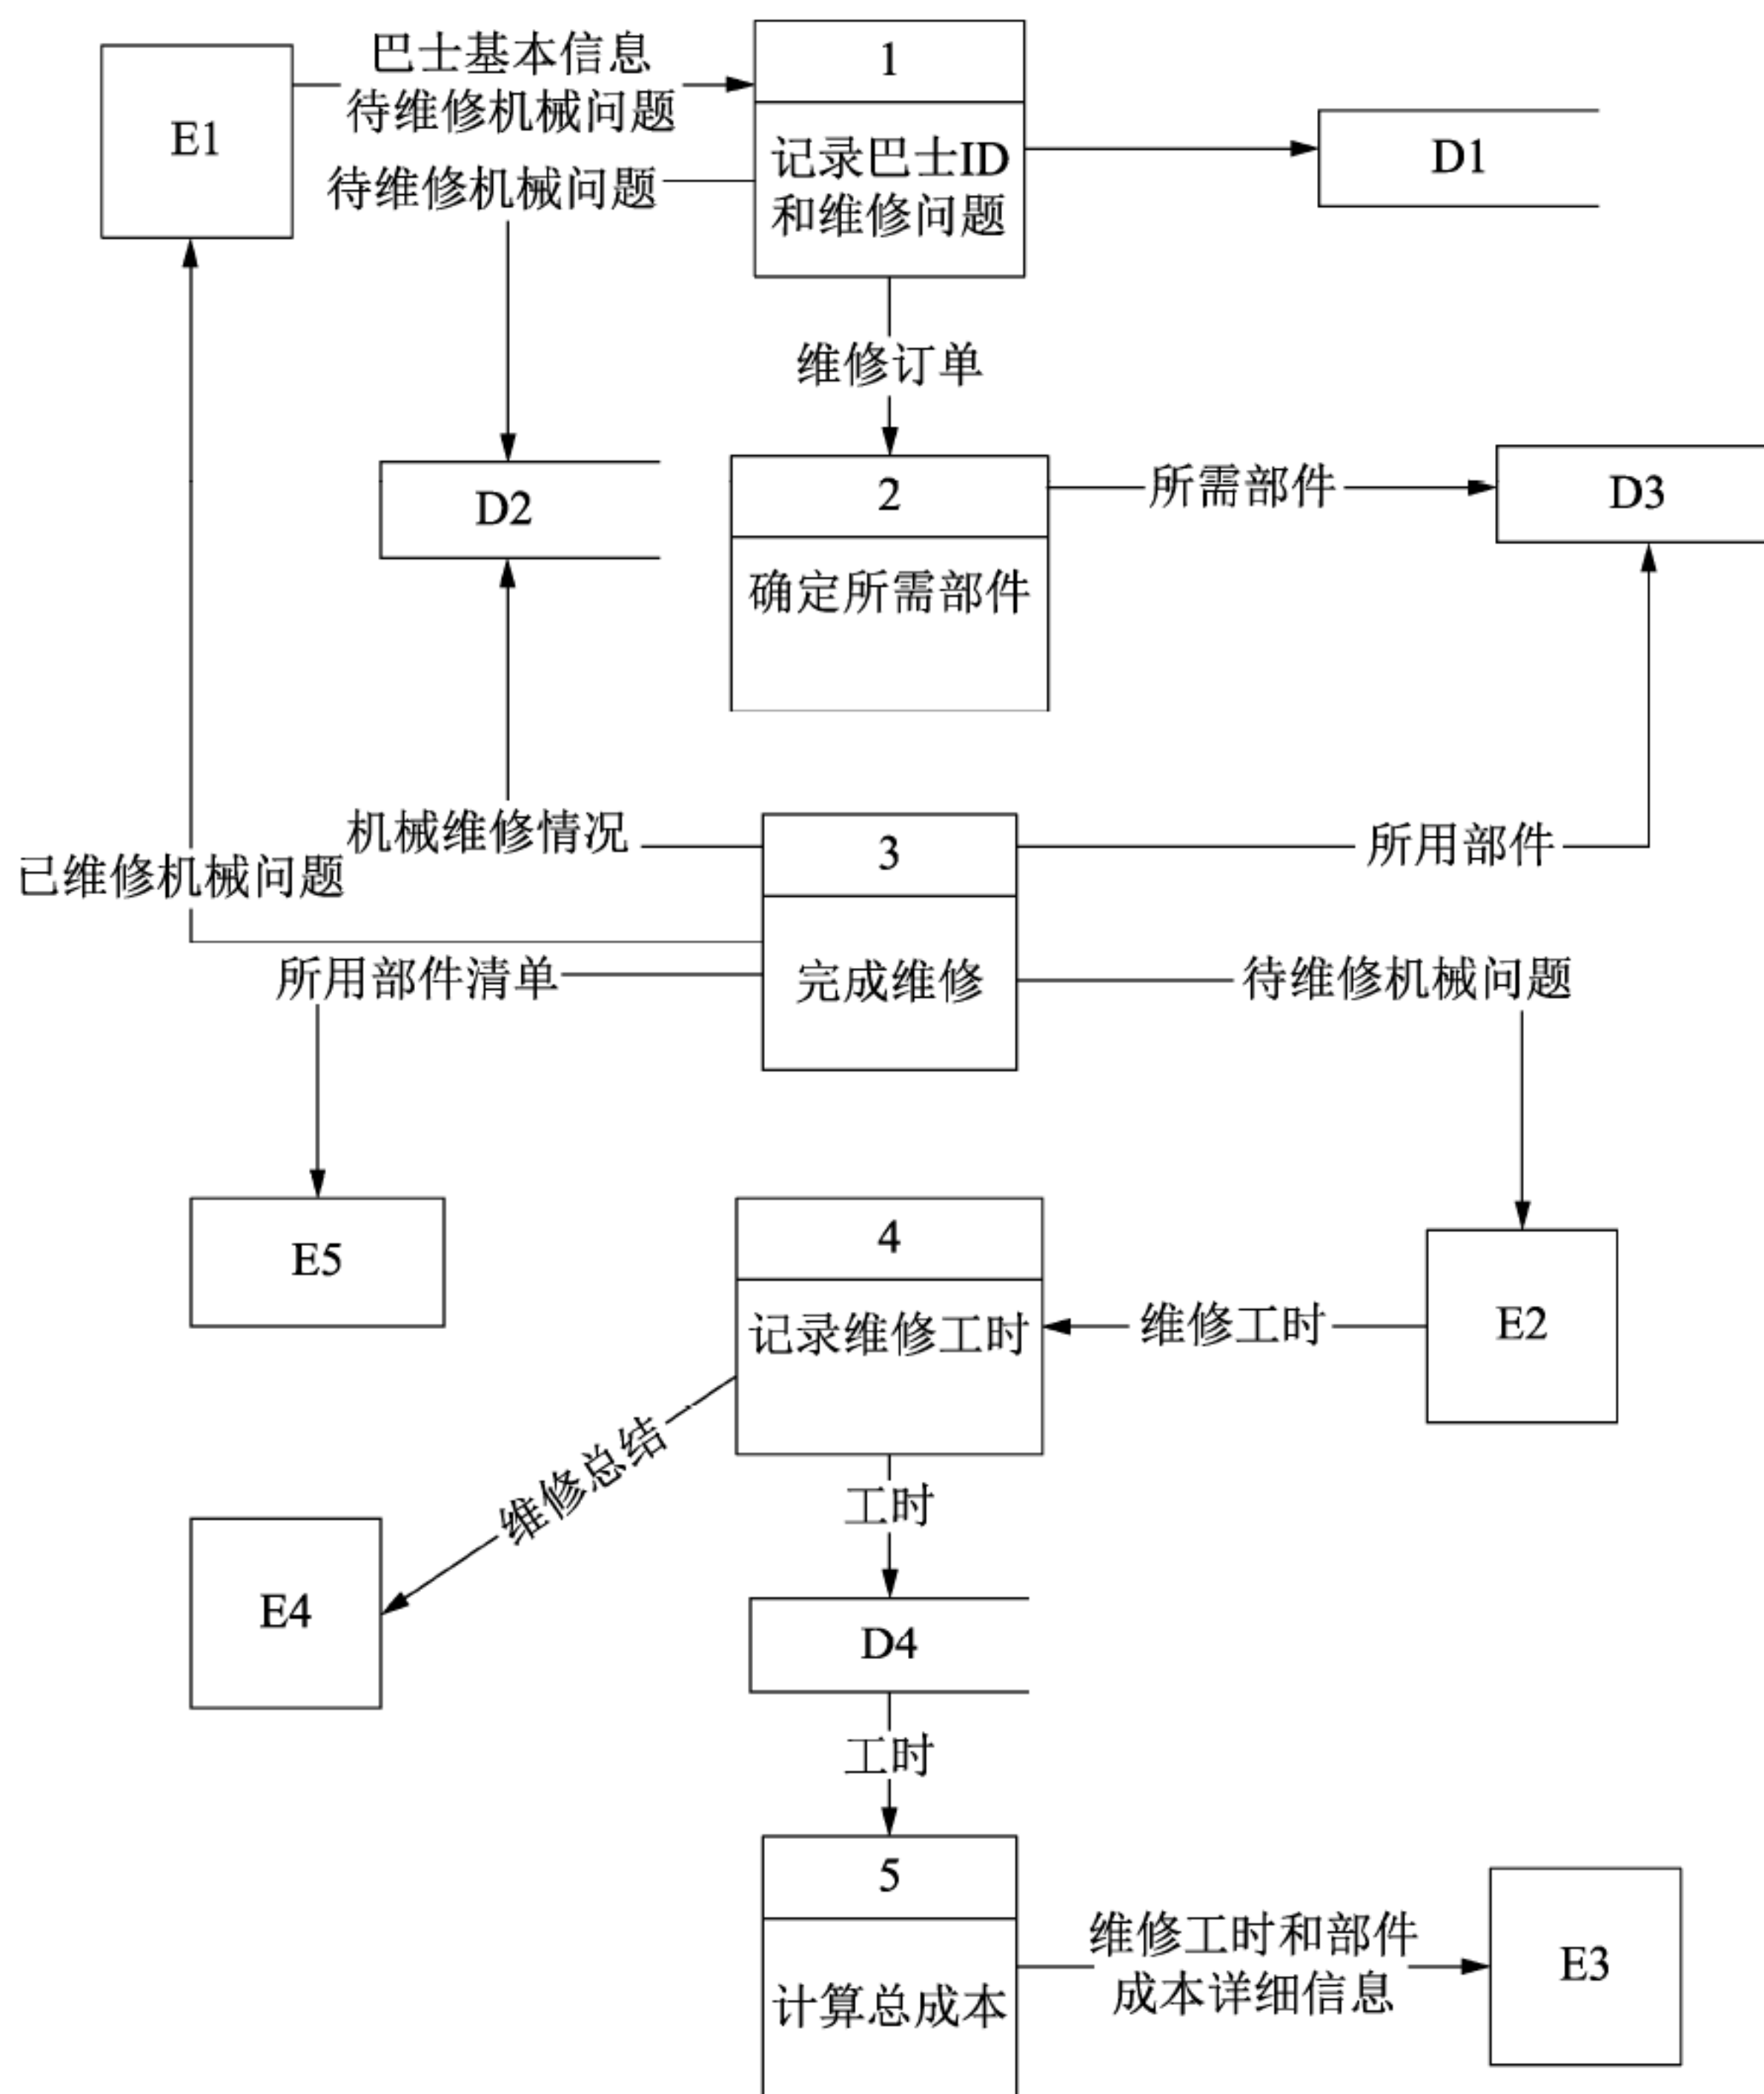 E1
巴士基本信息
待维修机械问题
1
记录巴士ID
和维修问题
D1
待维修机械问题
维修订单
D2
2
确定所需部件
所需部件
D3
机械维修情况
已维修机械问题
3
完成维修
所用部件
所用部件清单
待维修机械问题
E5
4
记录维修工时
维修工时
E2
维修总结
工时
E4
D4
工时
5
计算总成本
维修工时和部件
成本详细信息
E3